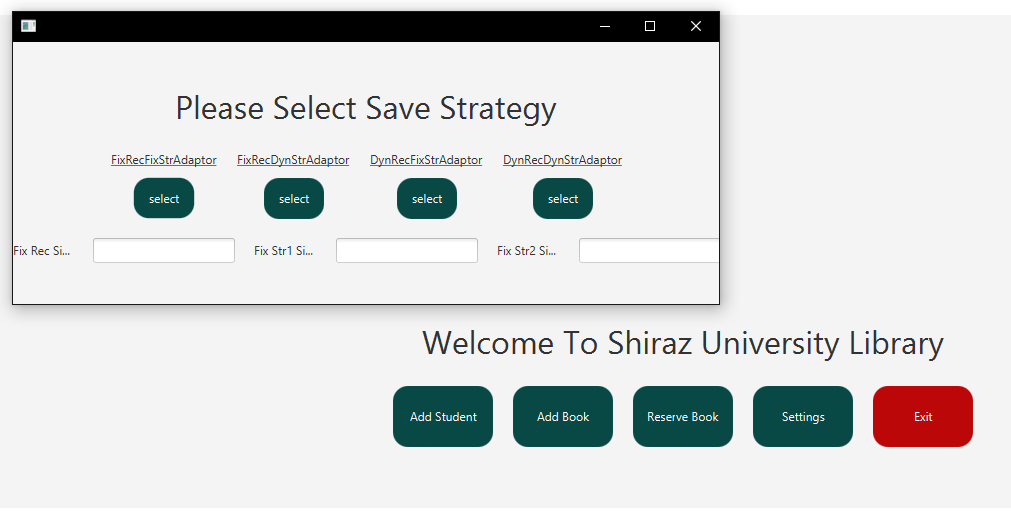 Please Select Save Strategy
FixRecFixStrAdaptor FixRecDynStrAdaptor DynRecFixStrAdaptor DynRecDynStrAdaptor
select select select select
Fix Rec Si... Fix Str1 Si... Fix Str2 Si...
Welcome To Shiraz University Library
Add Student Add Book Reserve Book Settings Exit